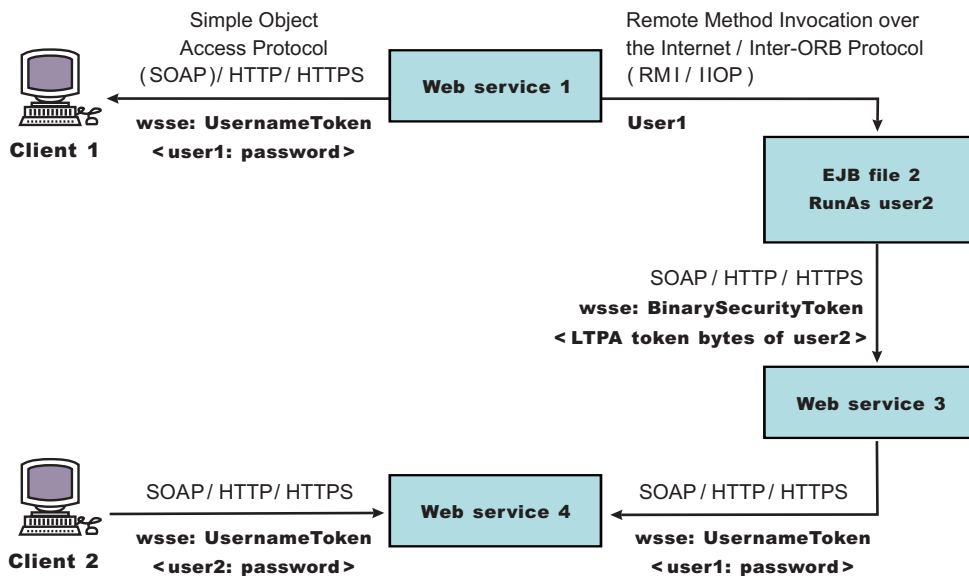 Simple Object
Access Protocol
(SOAP)/ HTTP/ HTTPS
Remote Method Invocation over
the Internet / Inter-ORB Protocol
(RMI / IIOP)
Web service 1
Client 1
wsse: UsernameToken
<user1: password>
User1
EJB file 2
RunAs user2
SOAP / HTTP / HTTPS
wsse: BinarySecurityToken
<LTPA token bytes of user2>
Web service 3
SOAP/ HTTP/ HTTPS
Web service 4
SOAP/ HTTP/ HTTPS
Client 2
wsse: UsernameToken
<user2: password>
wsse: UsernameToken
<user1: password>